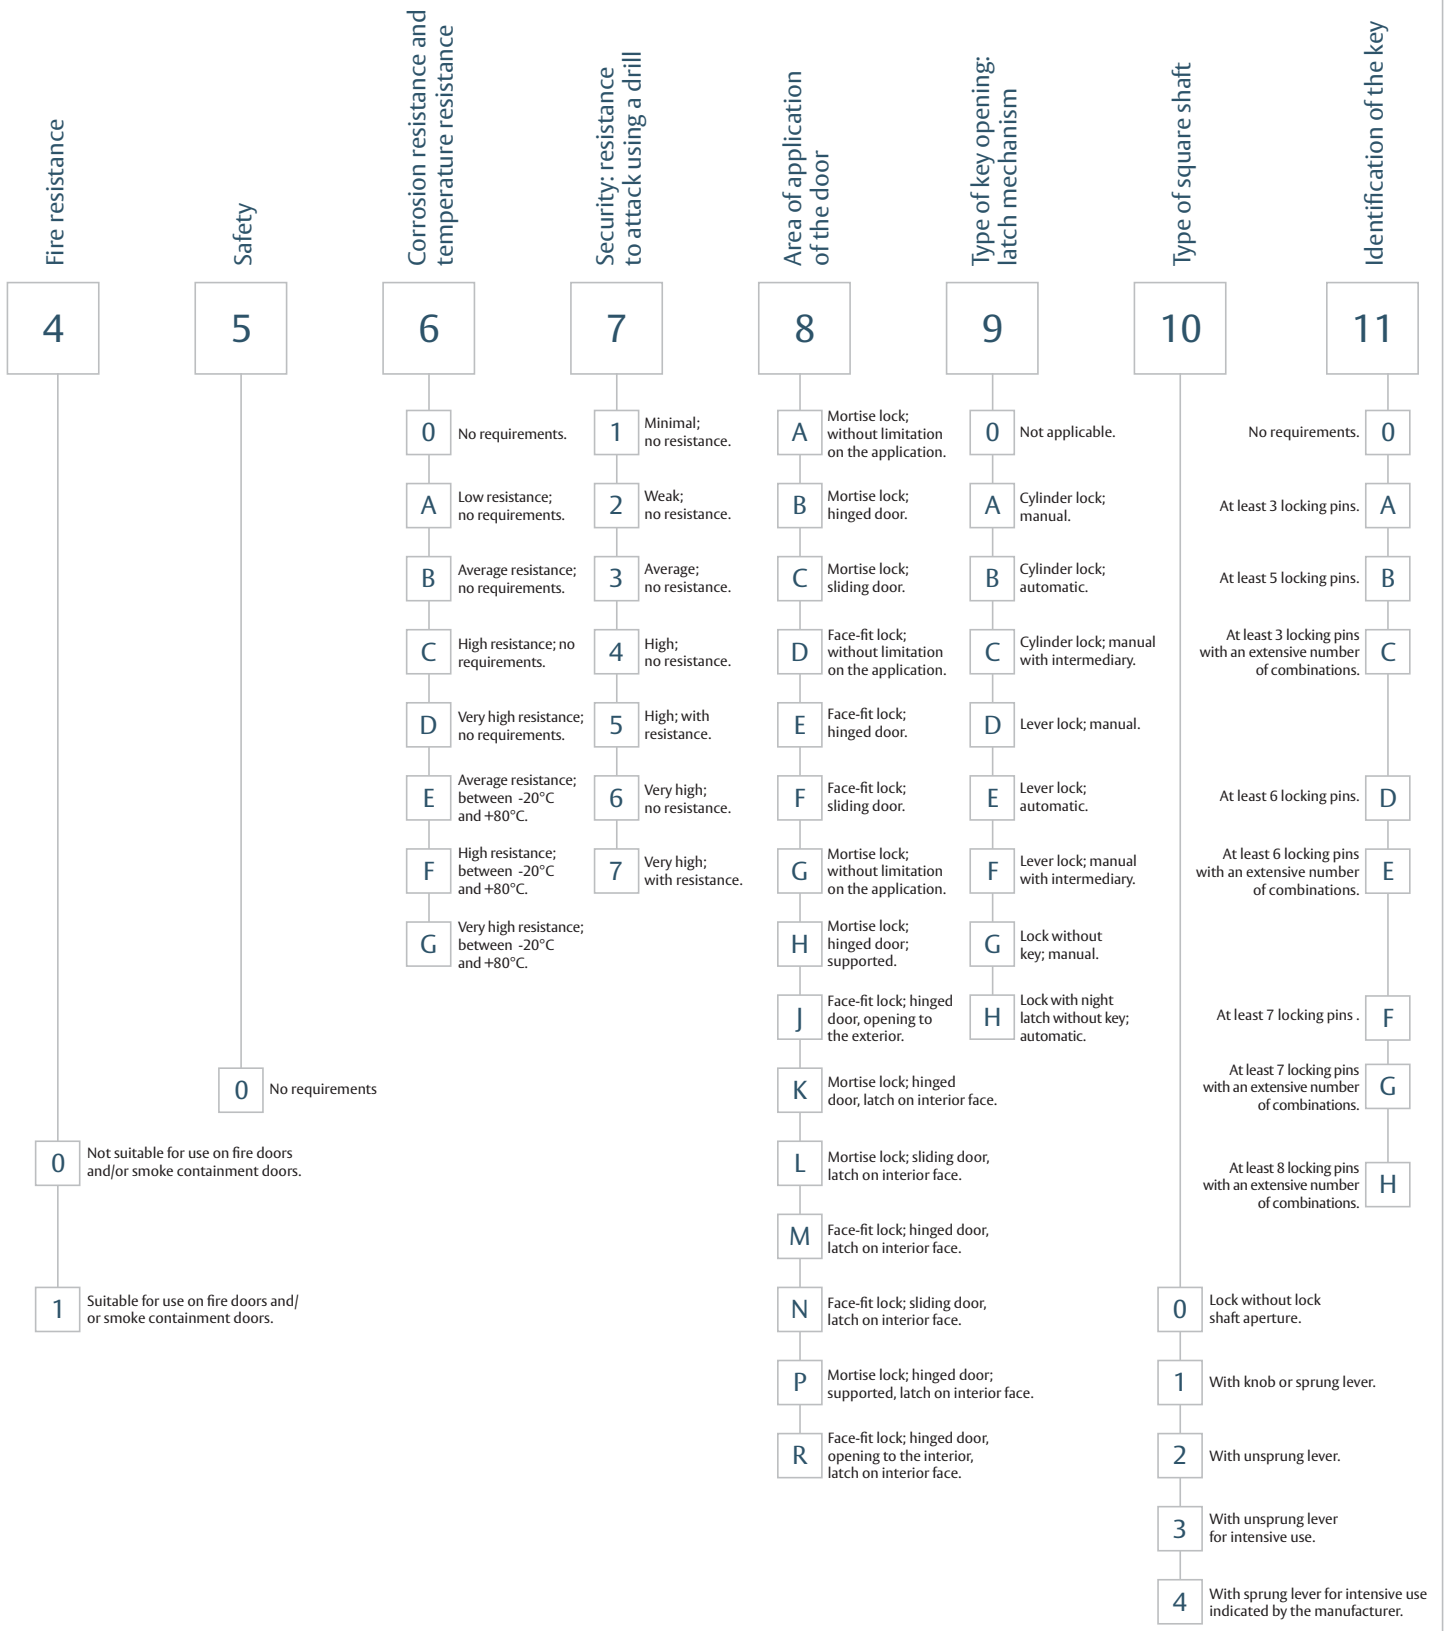 Fire resistance
Safety
Corrosion resistance and
temperature resistance
Security: resistance
to attack using a drill
Area of application
of the door
Type of key opening:
latch mechanism
Type of square shaft
Identification of the key
4
5
6
7
8
9
10
11
0
Not suitable for use on fire doors
and/or smoke containment doors.
1
Suitable for use on fire doors and/
or smoke containment doors.
0
No requirements
0
No requirements.
A
Low resistance;
no requirements.
B
Average resistance;
no requirements.
C
High resistance; no
requirements.
D
Very high resistance;
no requirements.
E
Average resistance;
between -20°C
and +80°C.
F
High resistance;
between -20°C
and +80°C.
G
Very high resistance;
between -20°C
and +80°C.
1
Minimal;
no resistance.
2
Weak;
no resistance.
3
Average;
no resistance.
4
High;
no resistance.
5
High; with
resistance.
6
Very high;
no resistance.
7
Very high;
with resistance.
A
Mortise lock;
without limitation
on the application.
B
Mortise lock;
hinged door.
C
Mortise lock;
sliding door.
D
Face-fit lock;
without limitation
on the application.
E
Face-fit lock;
hinged door.
F
Face-fit lock;
sliding door.
G
Mortise lock;
without limitation
on the application.
H
Mortise lock;
hinged door;
supported.
J
Face-fit lock; hinged
door, opening to
the exterior.
K
Mortise lock; hinged
door, latch on interior face.
L
Mortise lock; sliding door,
latch on interior face.
M
Face-fit lock; hinged door,
latch on interior face.
N
Face-fit lock; sliding door,
latch on interior face.
P
Mortise lock; hinged door;
supported, latch on interior face.
R
Face-fit lock; hinged door,
opening to the interior,
latch on interior face.
0
Not applicable.
A
Cylinder lock;
manual.
B
Cylinder lock;
automatic.
C
Cylinder lock; manual
with intermediary.
D
Lever lock; manual.
E
Lever lock;
automatic.
F
Lever lock; manual
with intermediary.
G
Lock without
key; manual.
H
Lock with night
latch without key;
automatic.
0
Lock without lock
shaft aperture.
1
With knob or sprung lever.
2
With unsprung lever.
3
With unsprung lever
for intensive use.
4
With sprung lever for intensive use
indicated by the manufacturer.
No requirements.
0
At least 3 locking pins.
A
At least 5 locking pins.
B
At least 3 locking pins
with an extensive number
of combinations.
C
At least 6 locking pins.
D
At least 6 locking pins
with an extensive number
of combinations.
E
At least 7 locking pins .
F
At least 7 locking pins
with an extensive number
of combinations.
G
At least 8 locking pins
with an extensive number
of combinations.
H